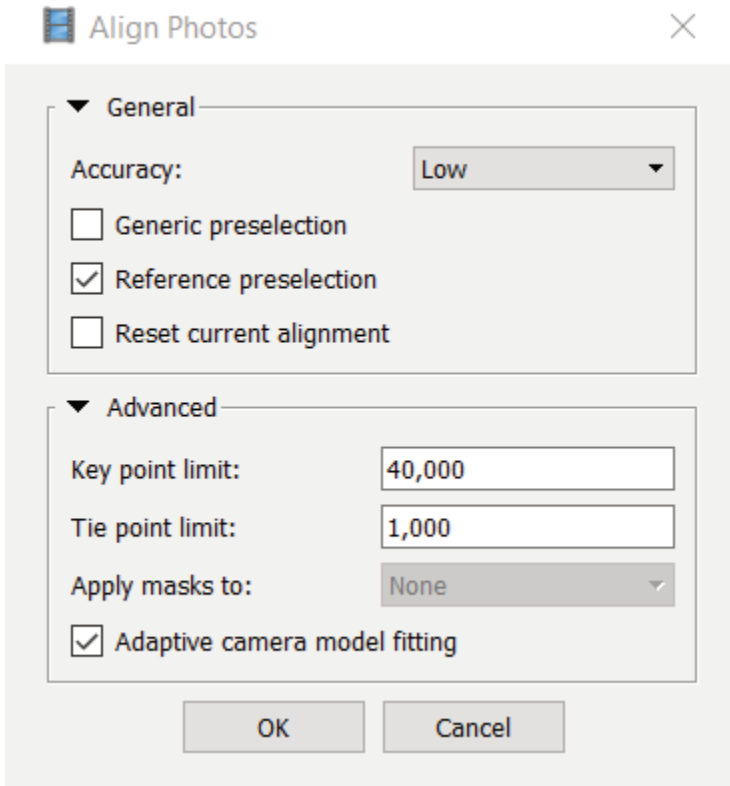 Align Photos
General
Accuracy: Low
Generic preselection
Reference preselection
Reset current alignment
Advanced
Key point limit: 40,000
Tie point limit: 1,000
Apply masks to: None
Adaptive camera model fitting
OK Cancel